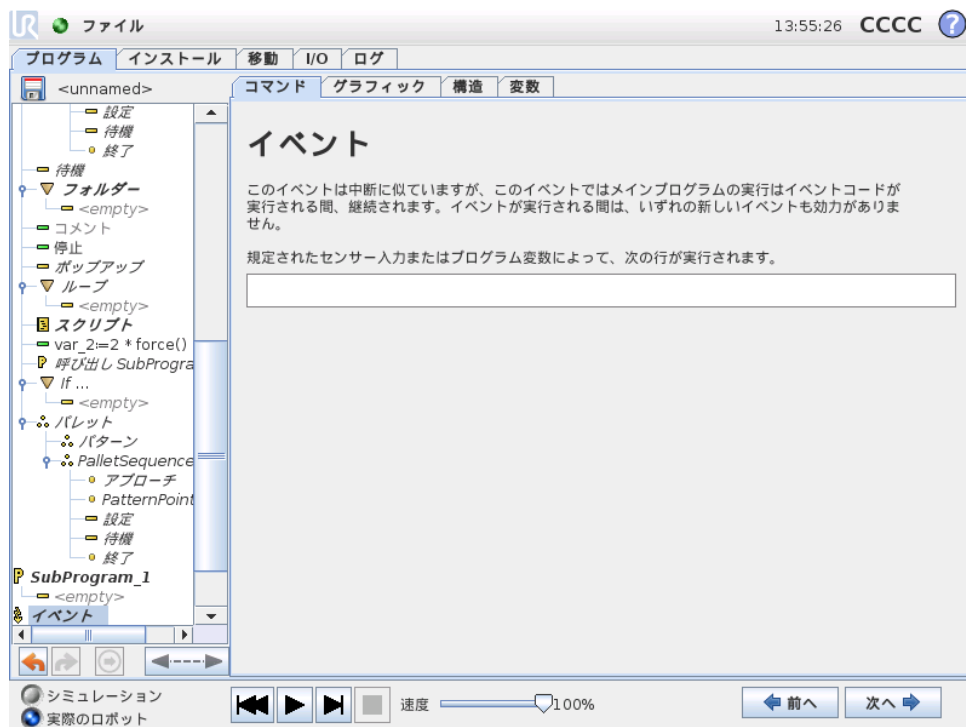 UR ファイル 13:55:26 CCCC ?
プログラム インストール 移動 I/O ログ
<unnamed>
コマンド グラフィック 構造 変数
設定
待機
終了
待機
フォルダー
<empty>
コメント
停止
ポップアップ
ループ
<empty>
スクリプト
var_2:=2 * force()
呼び出し SubProgra
If ...
<empty>
パレット
パターン
PalletSequence
アプローチ
PatternPoint
設定
待機
終了
SubProgram_1
<empty>
イベント
イベント
このイベントは中断に似ていますが、このイベントではメインプログラムの実行はイベントコードが
実行される間、継続されます。イベントが実行される間は、いずれの新しいイベントも効力がありま
せん。
規定されたセンサー入力またはプログラム変数によって、次の行が実行されます。
シミュレーション
実際のロボット
速度 100%
前へ 次へ